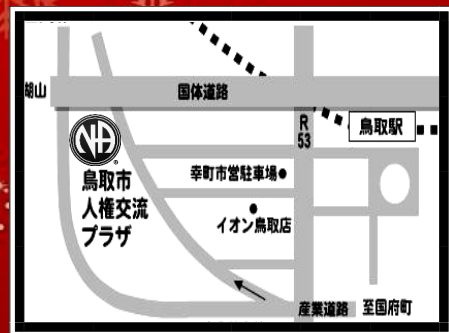 湖山
国体道路
R
53
鳥取駅
NA
鳥取市
人権交流
プラザ
幸町市営駐車場
イオン鳥取店
産業道路
至国府町